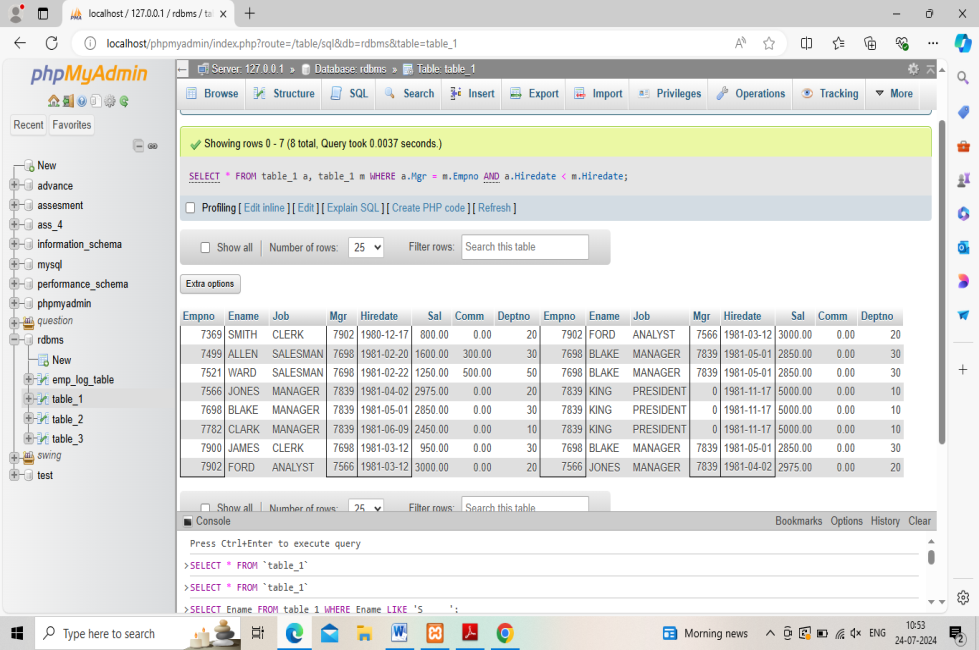 localhost / 127.0.0.1 / rdbms / ta
localhost/phpmyadmin/index.php?route=/table/sql&db=rdbms&table=table_1
phpMyAdmin
Recent Favorites
New
advance
assesment
ass_4
information_schema
mysql
performance_schema
phpmyadmin
question
rdbms
New
emp_log_table
table_1
table_2
table_3
swing
test
Server: 127.0.0.1 » Database: rdbms » Table: table_1
Browse Structure SQL Search Insert Export Import Privileges Operations Tracking More
Showing rows 0 - 7 (8 total, Query took 0.0037 seconds.)
SELECT * FROM table_1 a, table_1 m WHERE a.Mgr = m.Empno AND a.Hiredate < m.Hiredate;
Profiling [ Edit inline ] [ Edit ] [ Explain SQL ] [ Create PHP code ] [ Refresh ]
Show all Number of rows: 25 Filter rows: Search this table
Extra options
Empno Ename Job Mgr Hiredate Sal Comm Deptno Empno Ename Job Mgr Hiredate Sal Comm Deptno
7369 SMITH CLERK 7902 1980-12-17 800.00 0.00 20 7902 FORD ANALYST 7566 1981-03-12 3000.00 0.00 20
7499 ALLEN SALESMAN 7698 1981-02-20 1600.00 300.00 30 7698 BLAKE MANAGER 7839 1981-05-01 2850.00 0.00 30
7521 WARD SALESMAN 7698 1981-02-22 1250.00 500.00 50 7698 BLAKE MANAGER 7839 1981-05-01 2850.00 0.00 30
7566 JONES MANAGER 7839 1981-04-02 2975.00 0.00 20 7839 KING PRESIDENT 0 1981-11-17 5000.00 0.00 10
7698 BLAKE MANAGER 7839 1981-05-01 2850.00 0.00 30 7839 KING PRESIDENT 0 1981-11-17 5000.00 0.00 10
7782 CLARK MANAGER 7839 1981-06-09 2450.00 0.00 10 7839 KING PRESIDENT 0 1981-11-17 5000.00 0.00 10
7900 JAMES CLERK 7698 1981-03-12 950.00 0.00 30 7698 BLAKE MANAGER 7839 1981-05-01 2850.00 0.00 30
7902 FORD ANALYST 7566 1981-03-12 3000.00 0.00 20 7566 JONES MANAGER 7839 1981-04-02 2975.00 0.00 20
Show all Number of rows: 25 Filter rows: Search this table
Console Bookmarks Options History Clear
Press Ctrl+Enter to execute query
>SELECT * FROM `table_1`
>SELECT * FROM `table_1`
>SELECT Ename FROM table_1 WHERE Ename LIKE 'S    ';
Type here to search
Morning news
ENG
10:53
24-07-2024
2